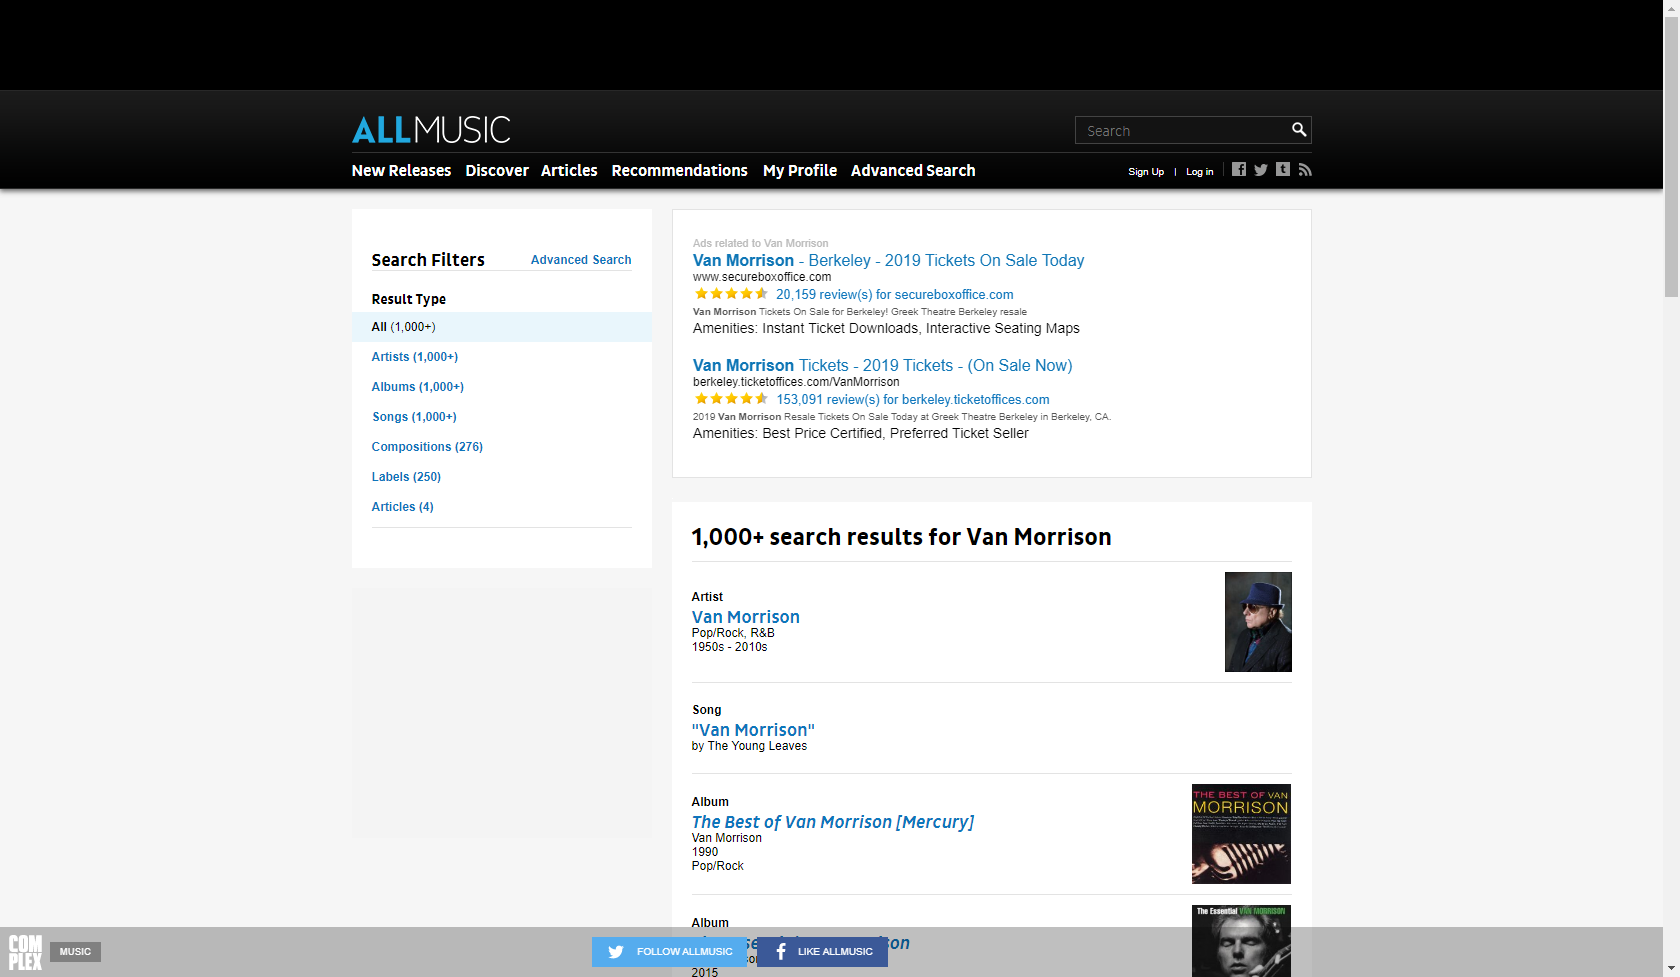 ALLMUSIC
Search
New Releases Discover Articles Recommendations My Profile Advanced Search
Sign Up | Log in
Search Filters
Advanced Search
Result Type
All (1,000+)
Artists (1,000+)
Albums (1,000+)
Songs (1,000+)
Compositions (276)
Labels (250)
Articles (4)
Ads related to Van Morrison
Van Morrison - Berkeley - 2019 Tickets On Sale Today
www.secureboxoffice.com
20,159 review(s) for secureboxoffice.com
Van Morrison Tickets On Sale for Berkeley! Greek Theatre Berkeley resale
Amenities: Instant Ticket Downloads, Interactive Seating Maps
Van Morrison Tickets - 2019 Tickets - (On Sale Now)
berkeley.ticketoffices.com/VanMorrison
153,091 review(s) for berkeley.ticketoffices.com
2019 Van Morrison Resale Tickets On Sale Today at Greek Theatre Berkeley in Berkeley, CA.
Amenities: Best Price Certified, Preferred Ticket Seller
1,000+ search results for Van Morrison
Artist
Van Morrison
Pop/Rock, R&B
1950s - 2010s
Song
"Van Morrison"
by The Young Leaves
Album
The Best of Van Morrison [Mercury]
Van Morrison
1990
Pop/Rock
THE BEST OF VAN
MORRISON
Album
2015
The Essential VAN MORRISON
COM
PLEX
MUSIC
FOLLOW ALLMUSIC
LIKE ALLMUSIC